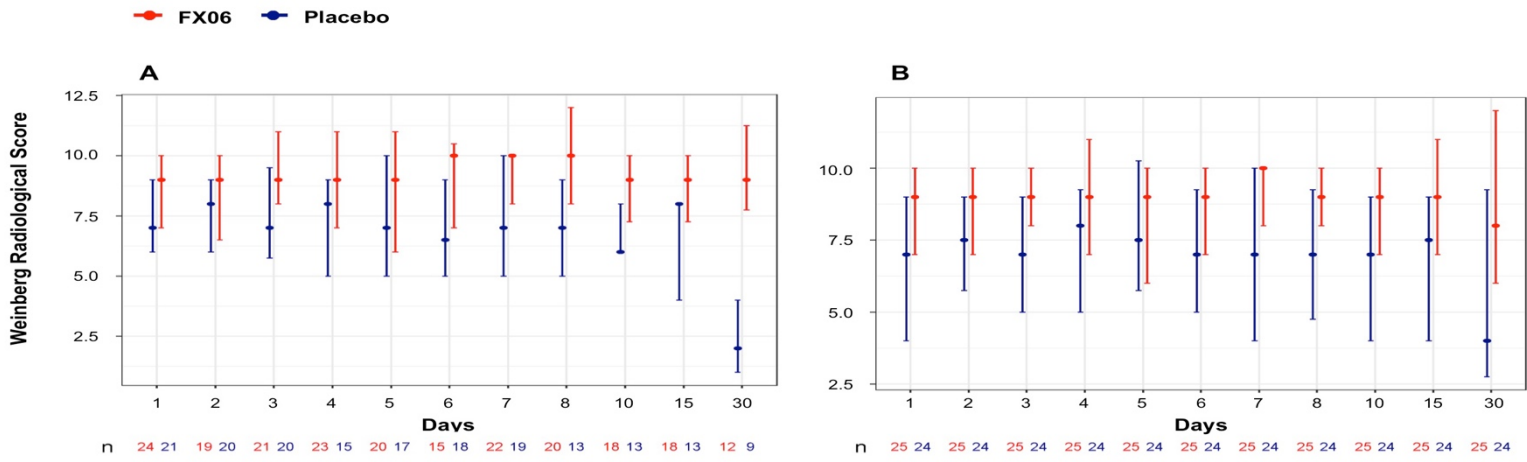 FX06 Placebo
A
B
Weinberg Radiological Score
12.5
10.0
7.5
5.0
2.5
1 2 3 4 5 6 7 8 10 15 30
Days
n 24 21 19 20 21 20 23 15 20 17 15 18 22 19 20 13 18 13 18 13 12 9
10.0
7.5
5.0
2.5
1 2 3 4 5 6 7 8 10 15 30
Days
n 25 24 25 24 25 24 25 24 25 24 25 24 25 24 25 24 25 24 25 24 25 24